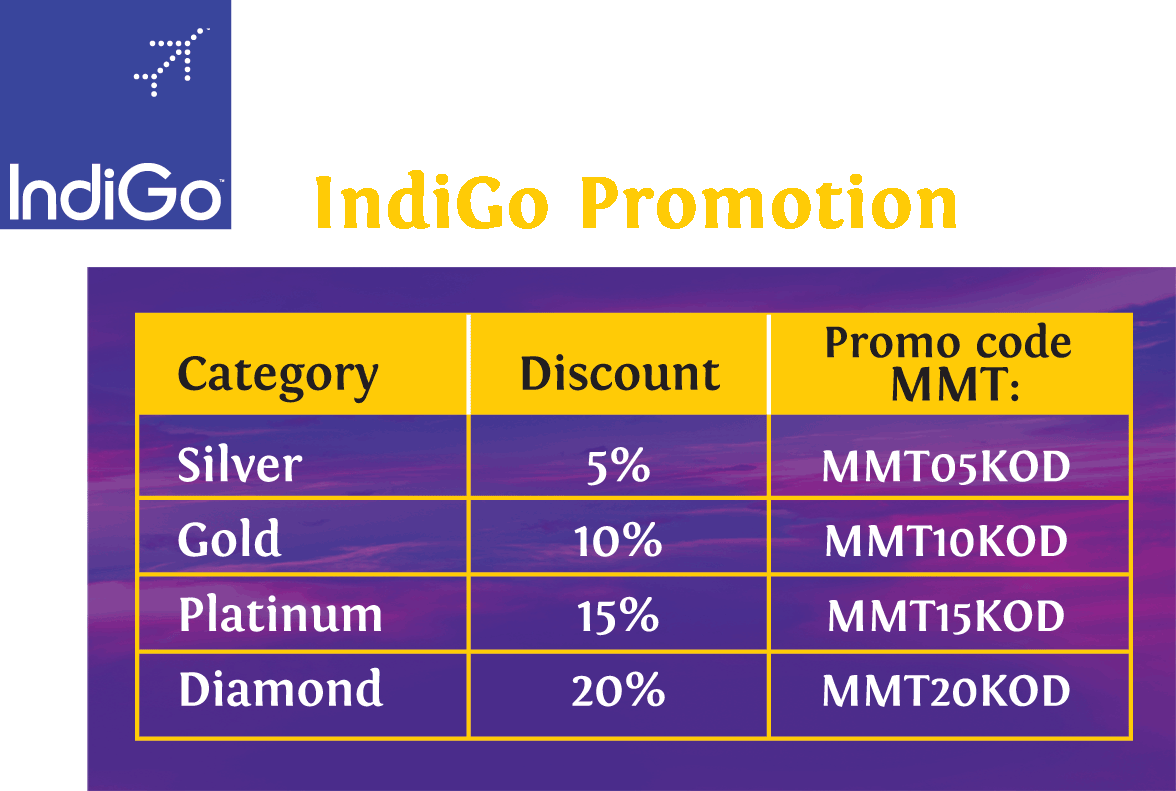 IndiGo™
IndiGo Promotion
Category Discount Promo code MMT:
Silver 5% MMT05KOD
Gold 10% MMT10KOD
Platinum 15% MMT15KOD
Diamond 20% MMT20KOD